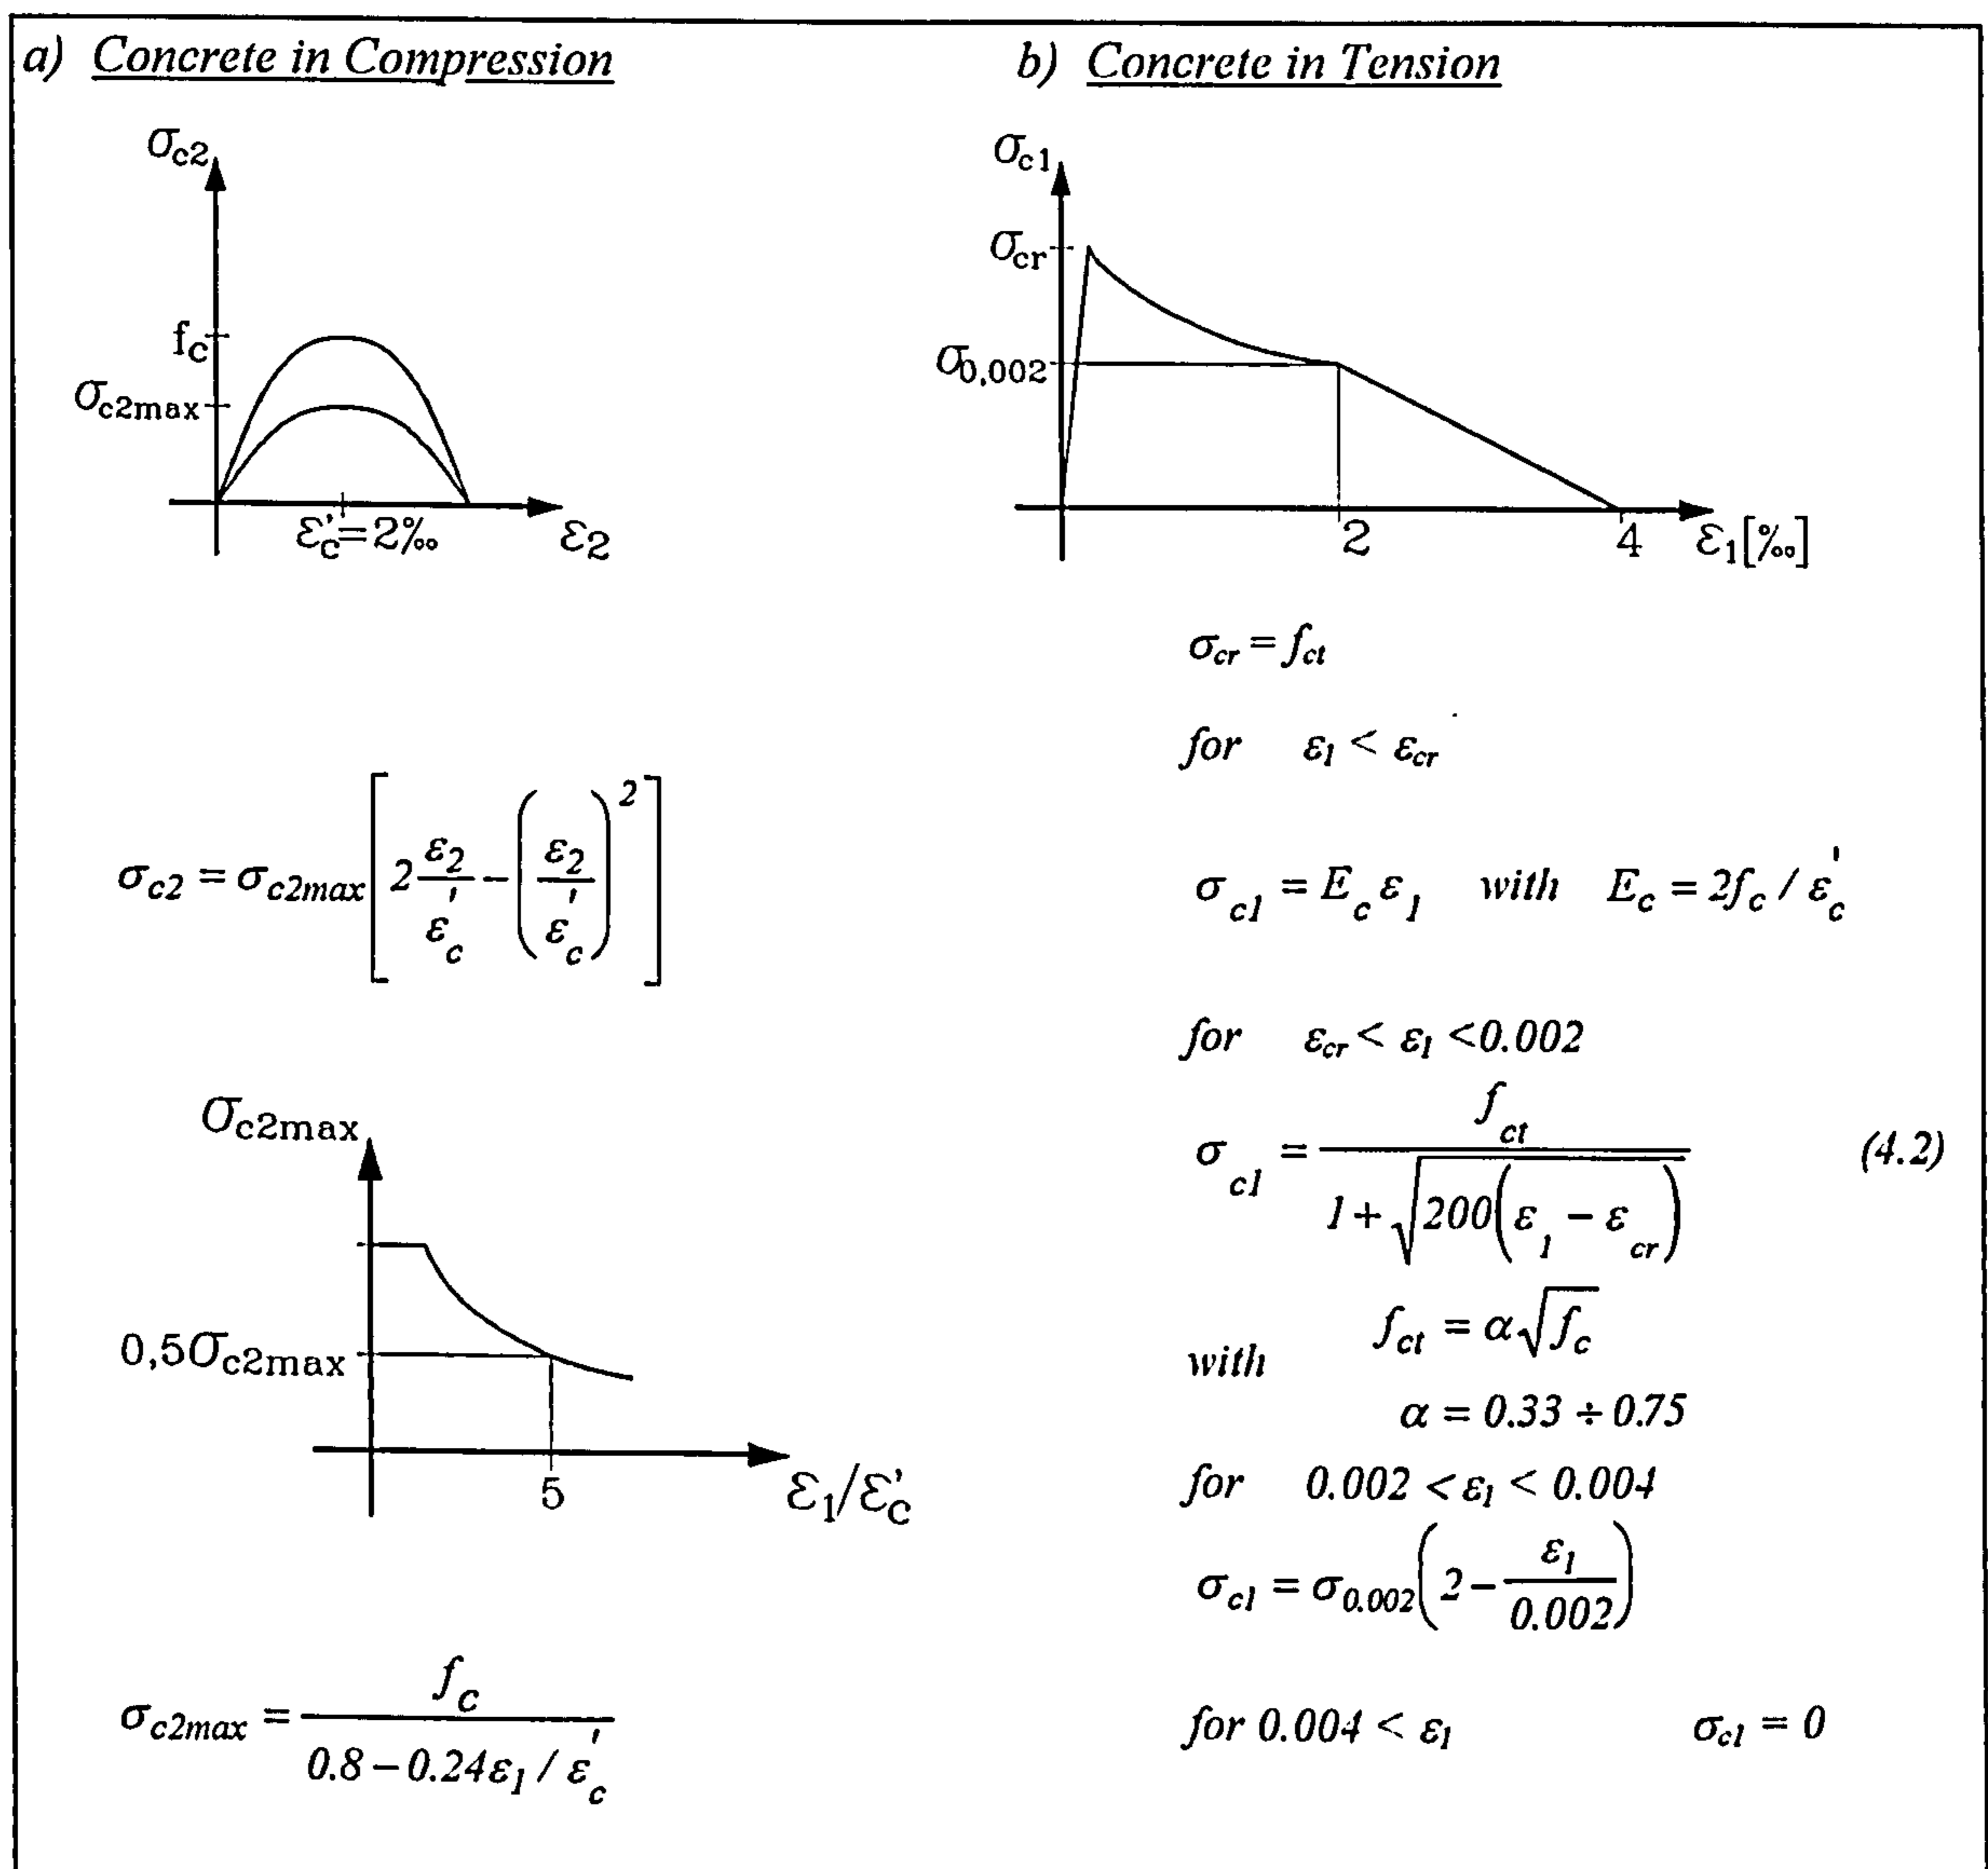 a) Concrete in Compression
σc2
fc
σc2max
ε'c=2‰
ε2
σc2 = σc2max[2 ε2/ε'c − (ε2/ε'c)²]
σc2max
0,5σc2max
5
ε1/ε'c
σc2max = fc / (0.8 − 0.24ε1 / ε'c)
b) Concrete in Tension
σc1
σcr
σ0,002
2
4
ε1[‰]
σcr = fct
for ε1 < εcr
σc1 = Ec ε1 with Ec = 2fc / ε'c
for εcr < ε1 <0.002
σc1 = fct / (1 + √(200(ε1 − εcr))) (4.2)
with fct = α√fc
α = 0.33 ÷ 0.75
for 0.002 < ε1 < 0.004
σc1 = σ0.002(2 − ε1/0.002)
for 0.004 < ε1 σc1 = 0